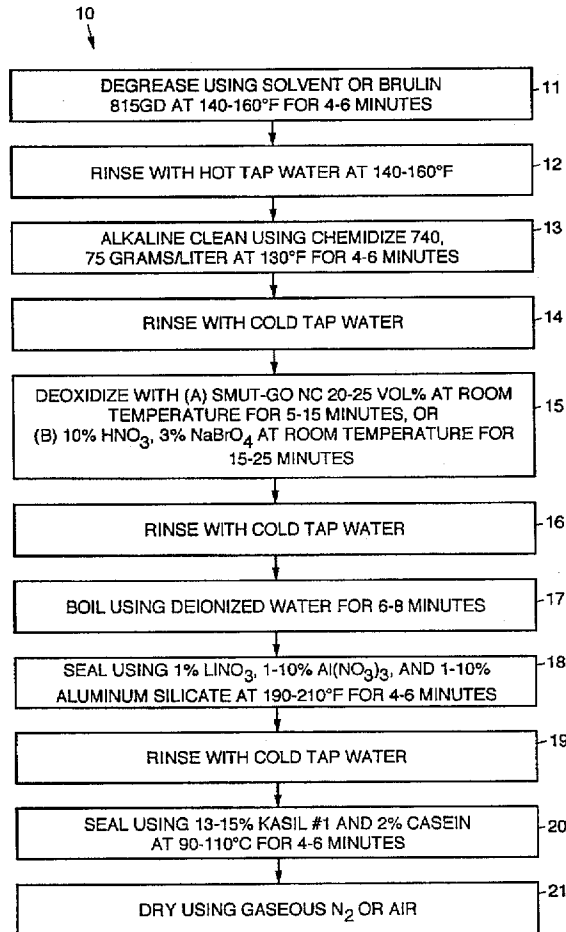 10
DEGREASE USING SOLVENT OR BRULIN
815GD AT 140-160°F FOR 4-6 MINUTES
11
RINSE WITH HOT TAP WATER AT 140-160°F
12
ALKALINE CLEAN USING CHEMIDIZE 740,
75 GRAMS/LITER AT 130°F FOR 4-6 MINUTES
13
RINSE WITH COLD TAP WATER
14
DEOXIDIZE WITH (A) SMUT-GO NC 20-25 VOL% AT ROOM
TEMPERATURE FOR 5-15 MINUTES, OR
(B) 10% HNO3, 3% NaBrO4 AT ROOM TEMPERATURE FOR
15-25 MINUTES
15
RINSE WITH COLD TAP WATER
16
BOIL USING DEIONIZED WATER FOR 6-8 MINUTES
17
SEAL USING 1% LINO3, 1-10% Al(NO3)3, AND 1-10%
ALUMINUM SILICATE AT 190-210°F FOR 4-6 MINUTES
18
RINSE WITH COLD TAP WATER
19
SEAL USING 13-15% KASIL #1 AND 2% CASEIN
AT 90-110°C FOR 4-6 MINUTES
20
DRY USING GASEOUS N2 OR AIR
21